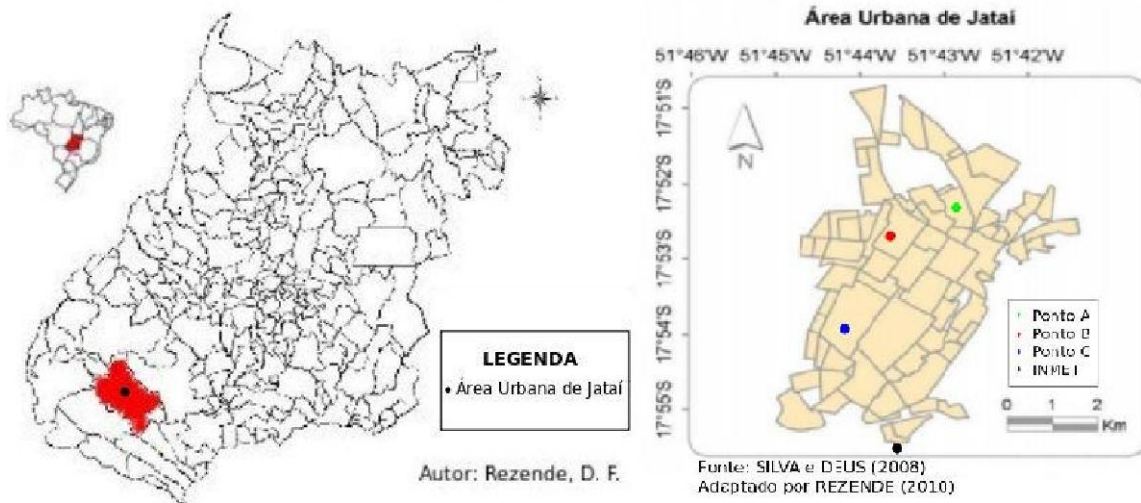 LEGENDA
• Área Urbana de Jataí
Autor: Rezende, D. F.
Área Urbana de Jataí
51°46'W 51°45'W 51°44'W 51°43'W 51°42'W
17°51'S
17°52'S
17°53'S
17°54'S
17°55'S
N
Ponto A
Ponto B
Ponto C
INMET
0 1 2
Km
Fonte: SILVA e DEUS (2008)
Adaptado por REZENDE (2010)